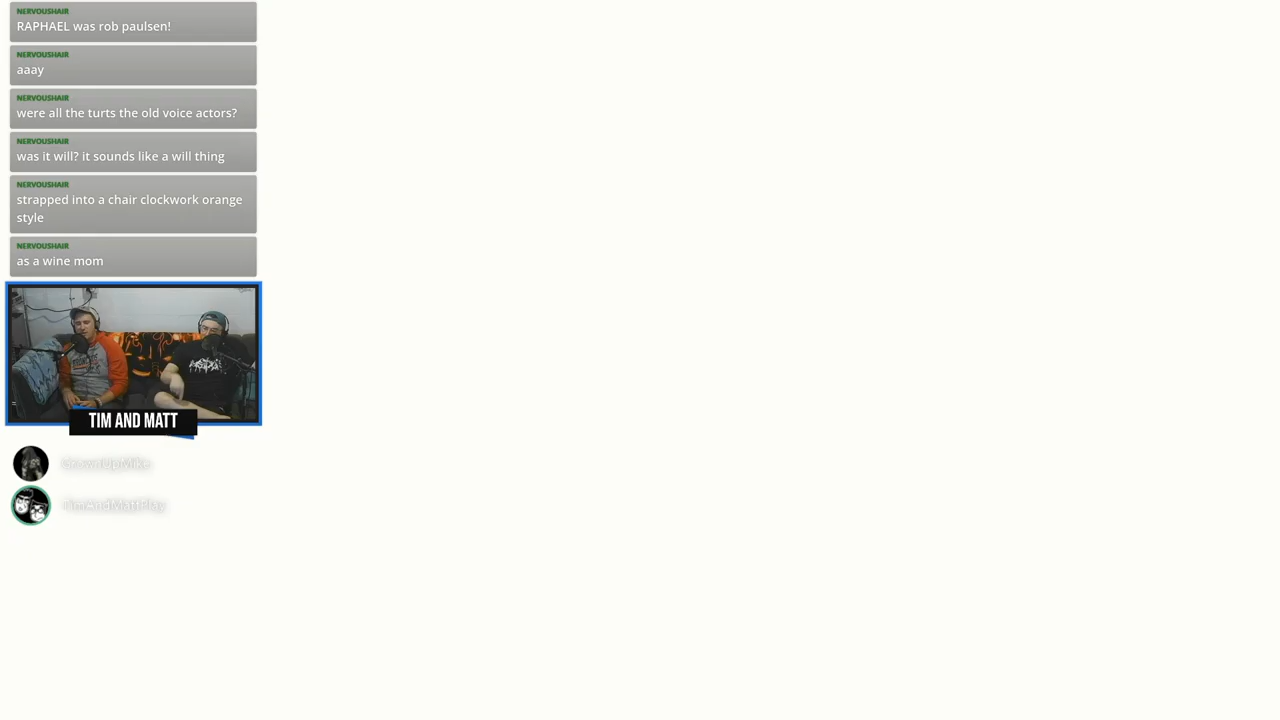 NERVOUSHAIR
RAPHAEL was rob paulsen!
NERVOUSHAIR
aaay
NERVOUSHAIR
were all the turts the old voice actors?
NERVOUSHAIR
was it will? it sounds like a will thing
NERVOUSHAIR
strapped into a chair clockwork orange
style
NERVOUSHAIR
as a wine mom
TIM AND MATT
GrownUpMike
TimAndMattPlay